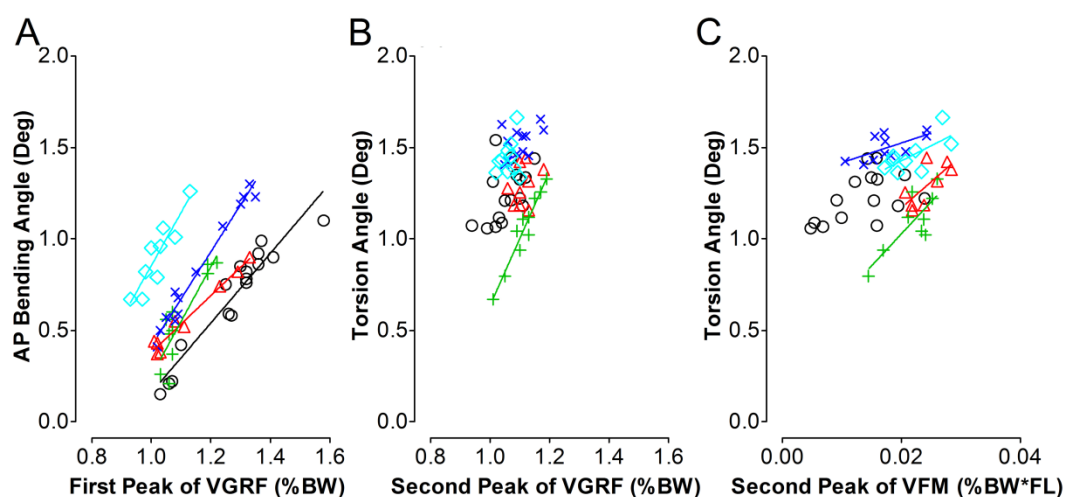 A
B
C
AP Bending Angle (Deg)
2.0
1.5
1.0
0.5
0.0
0.8 1.0 1.2 1.4 1.6
First Peak of VGRF (%BW)
Torsion Angle (Deg)
2.0
1.5
1.0
0.5
0.0
0.8 1.0 1.2 1.4 1.6
Second Peak of VGRF (%BW)
Torsion Angle (Deg)
2.0
1.5
1.0
0.5
0.0
0.00 0.02 0.04
Second Peak of VFM (%BW*FL)